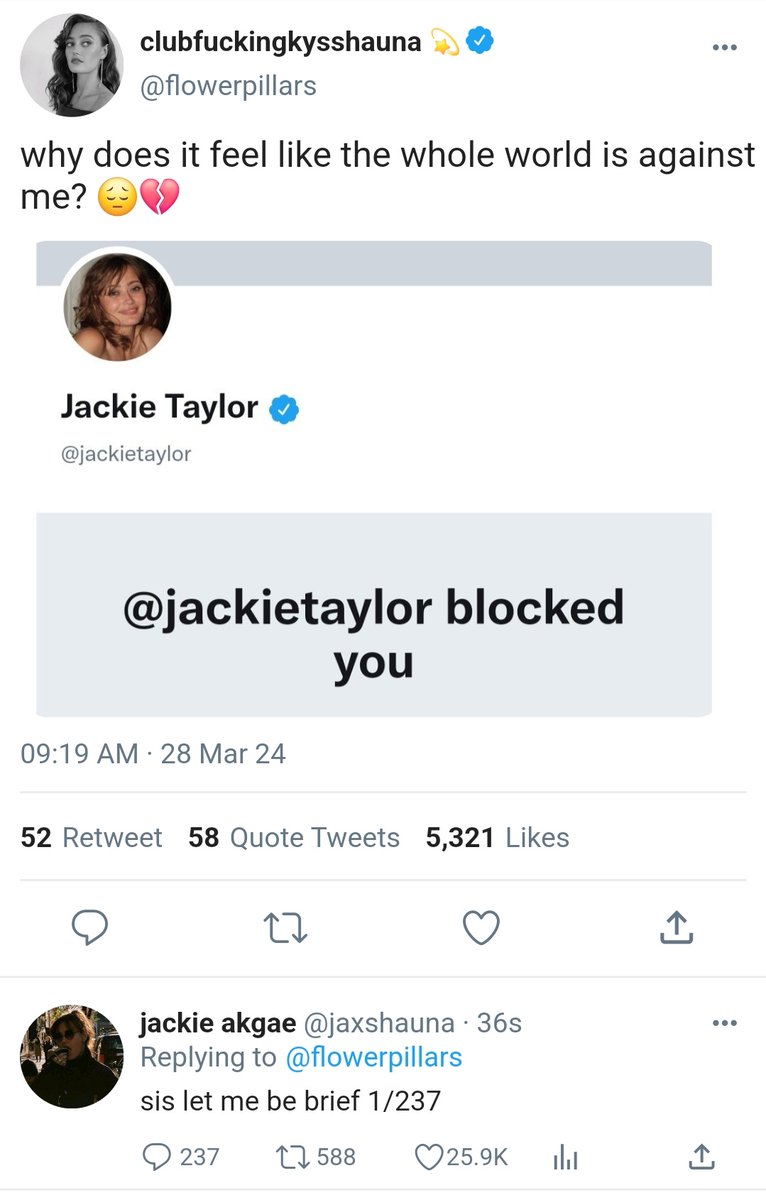 clubfuckingkysshauna 💫
@flowerpillars
why does it feel like the whole world is against
me? 😔💔
Jackie Taylor
@jackietaylor
@jackietaylor blocked
you
09:19 AM · 28 Mar 24
52 Retweet 58 Quote Tweets 5,321 Likes
jackie akgae @jaxshauna · 36s
Replying to @flowerpillars
sis let me be brief 1/237
237 588 25.9K